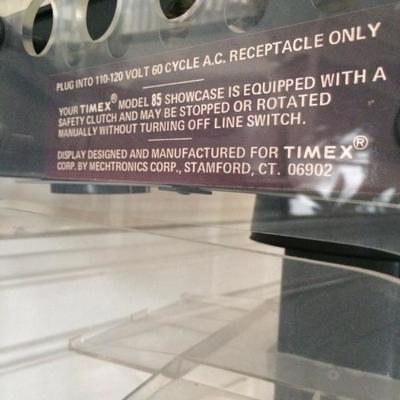 PLUG INTO 110-120 VOLT 60 CYCLE A.C. RECEPTACLE ONLY
YOUR TIMEX® MODEL 85 SHOWCASE IS EQUIPPED WITH A
SAFETY CLUTCH AND MAY BE STOPPED OR ROTATED
MANUALLY WITHOUT TURNING OFF LINE SWITCH.
DISPLAY DESIGNED AND MANUFACTURED FOR TIMEX®
CORP. BY MECHTRONICS CORP., STAMFORD, CT. 06902